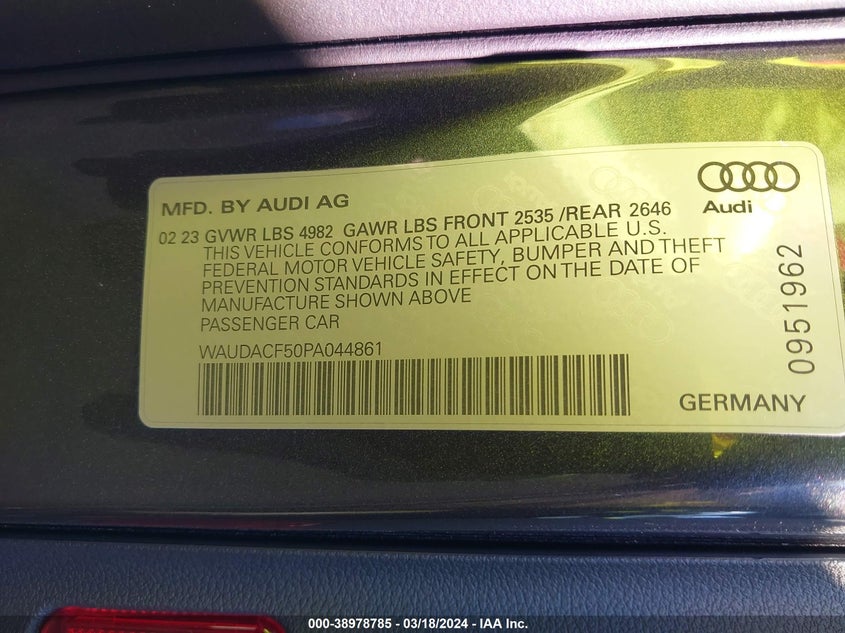 MFD. BY AUDI AG
Audi
02 23 GVWR LBS 4982 GAWR LBS FRONT 2535 /REAR 2646
THIS VEHICLE CONFORMS TO ALL APPLICABLE U.S.
FEDERAL MOTOR VEHICLE SAFETY, BUMPER AND THEFT
PREVENTION STANDARDS IN EFFECT ON THE DATE OF
MANUFACTURE SHOWN ABOVE
PASSENGER CAR
WAUDACF50PA044861
GERMANY
0951962
000-38978785 - 03/18/2024 - IAA Inc.